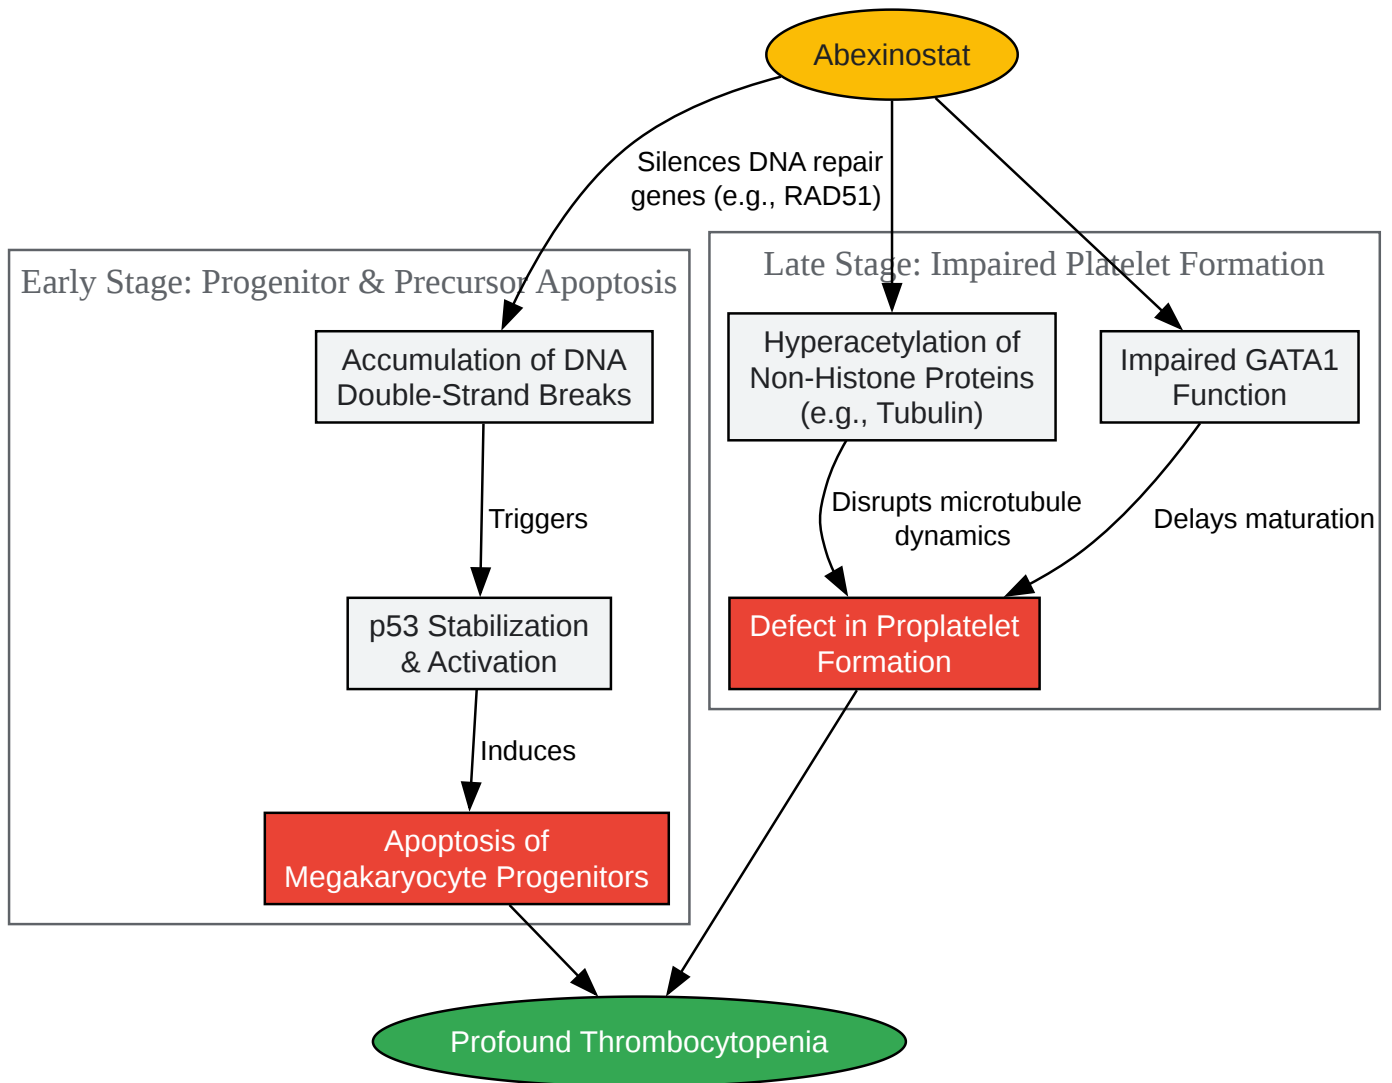 Abexinostat
Silences DNA repair
genes (e.g., RAD51)
Early Stage: Progenitor & Precursor Apoptosis
Accumulation of DNA
Double-Strand Breaks
Triggers
p53 Stabilization
& Activation
Induces
Apoptosis of
Megakaryocyte Progenitors
Late Stage: Impaired Platelet Formation
Hyperacetylation of
Non-Histone Proteins
(e.g., Tubulin)
Impaired GATA1
Function
Disrupts microtubule
dynamics
Delays maturation
Defect in Proplatelet
Formation
Profound Thrombocytopenia